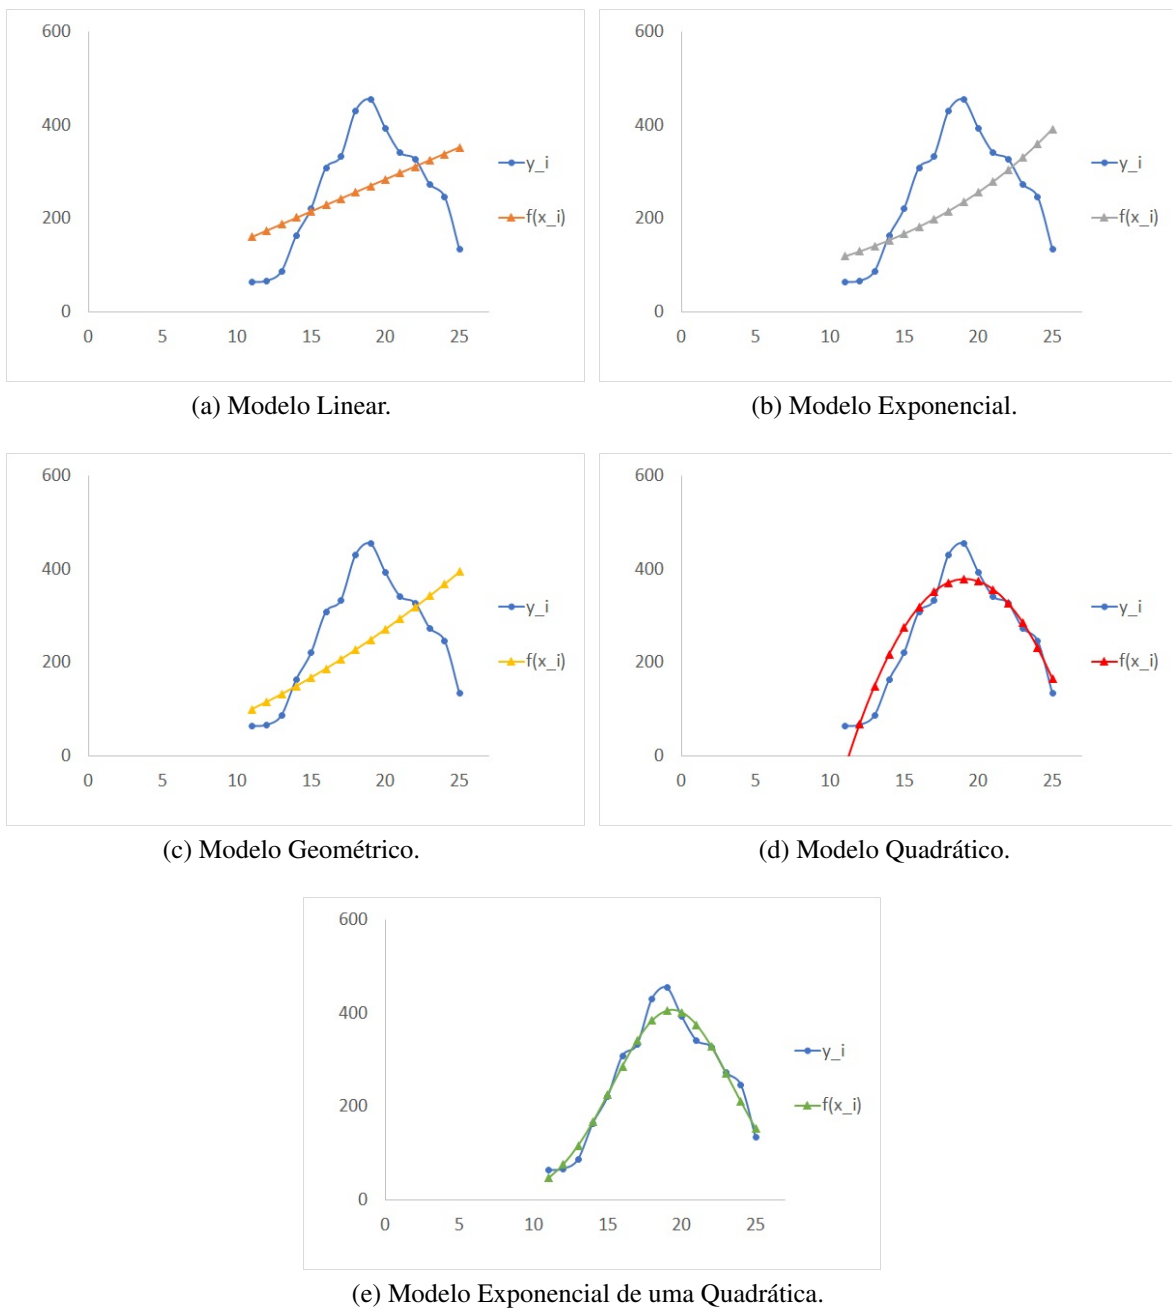 600
400
200
0
0 5 10 15 20 25
y_i
f(x_i)
(a) Modelo Linear.
600
400
200
0
0 5 10 15 20 25
y_i
f(x_i)
(b) Modelo Exponencial.
600
400
200
0
0 5 10 15 20 25
y_i
f(x_i)
(c) Modelo Geométrico.
600
400
200
0
0 5 10 15 20 25
y_i
f(x_i)
(d) Modelo Quadrático.
600
400
200
0
0 5 10 15 20 25
y_i
f(x_i)
(e) Modelo Exponencial de uma Quadrática.